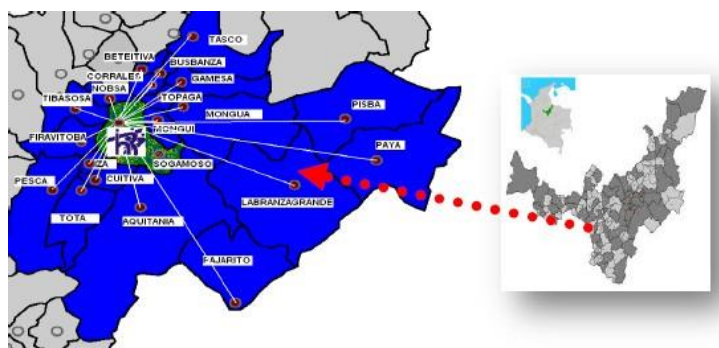 TASCO
BETEITIVA
BUSBANZA
CORRALES
GAMESA
NOBSA
TIBASOSA
TOPAGA
PISBA
MONGUA
FIRAVITOBA
MONGUI
PAYA
IZA
SOGAMOSO
PESCA
CUITIVA
LABRANZAGRANDE
TOTA
AQUITANIA
PAJARITO